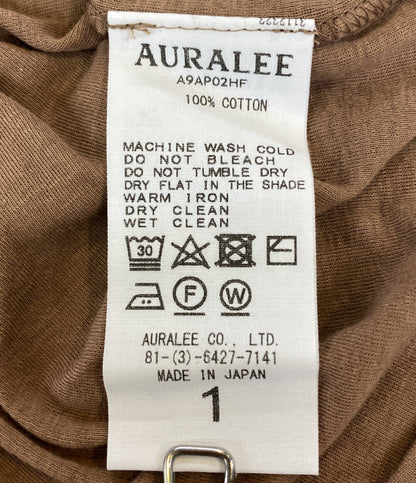 AURALEE
A9AP02HF
100% COTTON
MACHINE WASH COLD
DO NOT BLEACH
DO NOT TUMBLE DRY
DRY FLAT IN THE SHADE
WARM IRON
DRY CLEAN
WET CLEAN
30
F W
AURALEE CO., LTD.
81-(3)-6427-7141
MADE IN JAPAN
1